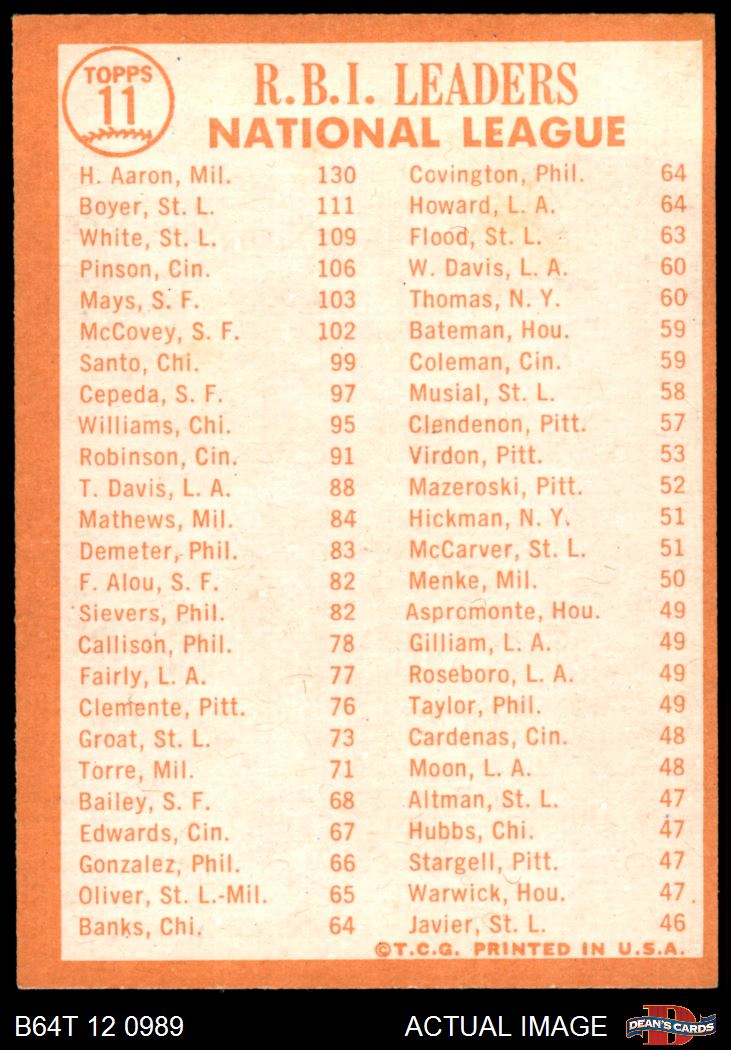 TOPPS
11
R.B.I. LEADERS
NATIONAL LEAGUE
H. Aaron, Mil. 130
Boyer, St. L. 111
White, St. L. 109
Pinson, Cin. 106
Mays, S. F. 103
McCovey, S. F. 102
Santo, Chi. 99
Cepeda, S. F. 97
Williams, Chi. 95
Robinson, Cin. 91
T. Davis, L. A. 88
Mathews, Mil. 84
Demeter, Phil. 83
F. Alou, S. F. 82
Sievers, Phil. 82
Callison, Phil. 78
Fairly, L. A. 77
Clemente, Pitt. 76
Groat, St. L. 73
Torre, Mil. 71
Bailey, S. F. 68
Edwards, Cin. 67
Gonzalez, Phil. 66
Oliver, St. L.-Mil. 65
Banks, Chi. 64
Covington, Phil. 64
Howard, L. A. 64
Flood, St. L. 63
W. Davis, L. A. 60
Thomas, N. Y. 60
Bateman, Hou. 59
Coleman, Cin. 59
Musial, St. L. 58
Clendenon, Pitt. 57
Virdon, Pitt. 53
Mazeroski, Pitt. 52
Hickman, N. Y. 51
McCarver, St. L. 51
Menke, Mil. 50
Aspromonte, Hou. 49
Gilliam, L. A. 49
Roseboro, L. A. 49
Taylor, Phil. 49
Cardenas, Cin. 48
Moon, L. A. 48
Altman, St. L. 47
Hubbs, Chi. 47
Stargell, Pitt. 47
Warwick, Hou. 47
Javier, St. L. 46
©T.C.G. PRINTED IN U.S.A.
B64T 12 0989
ACTUAL IMAGE
D
DEAN'S CARDS